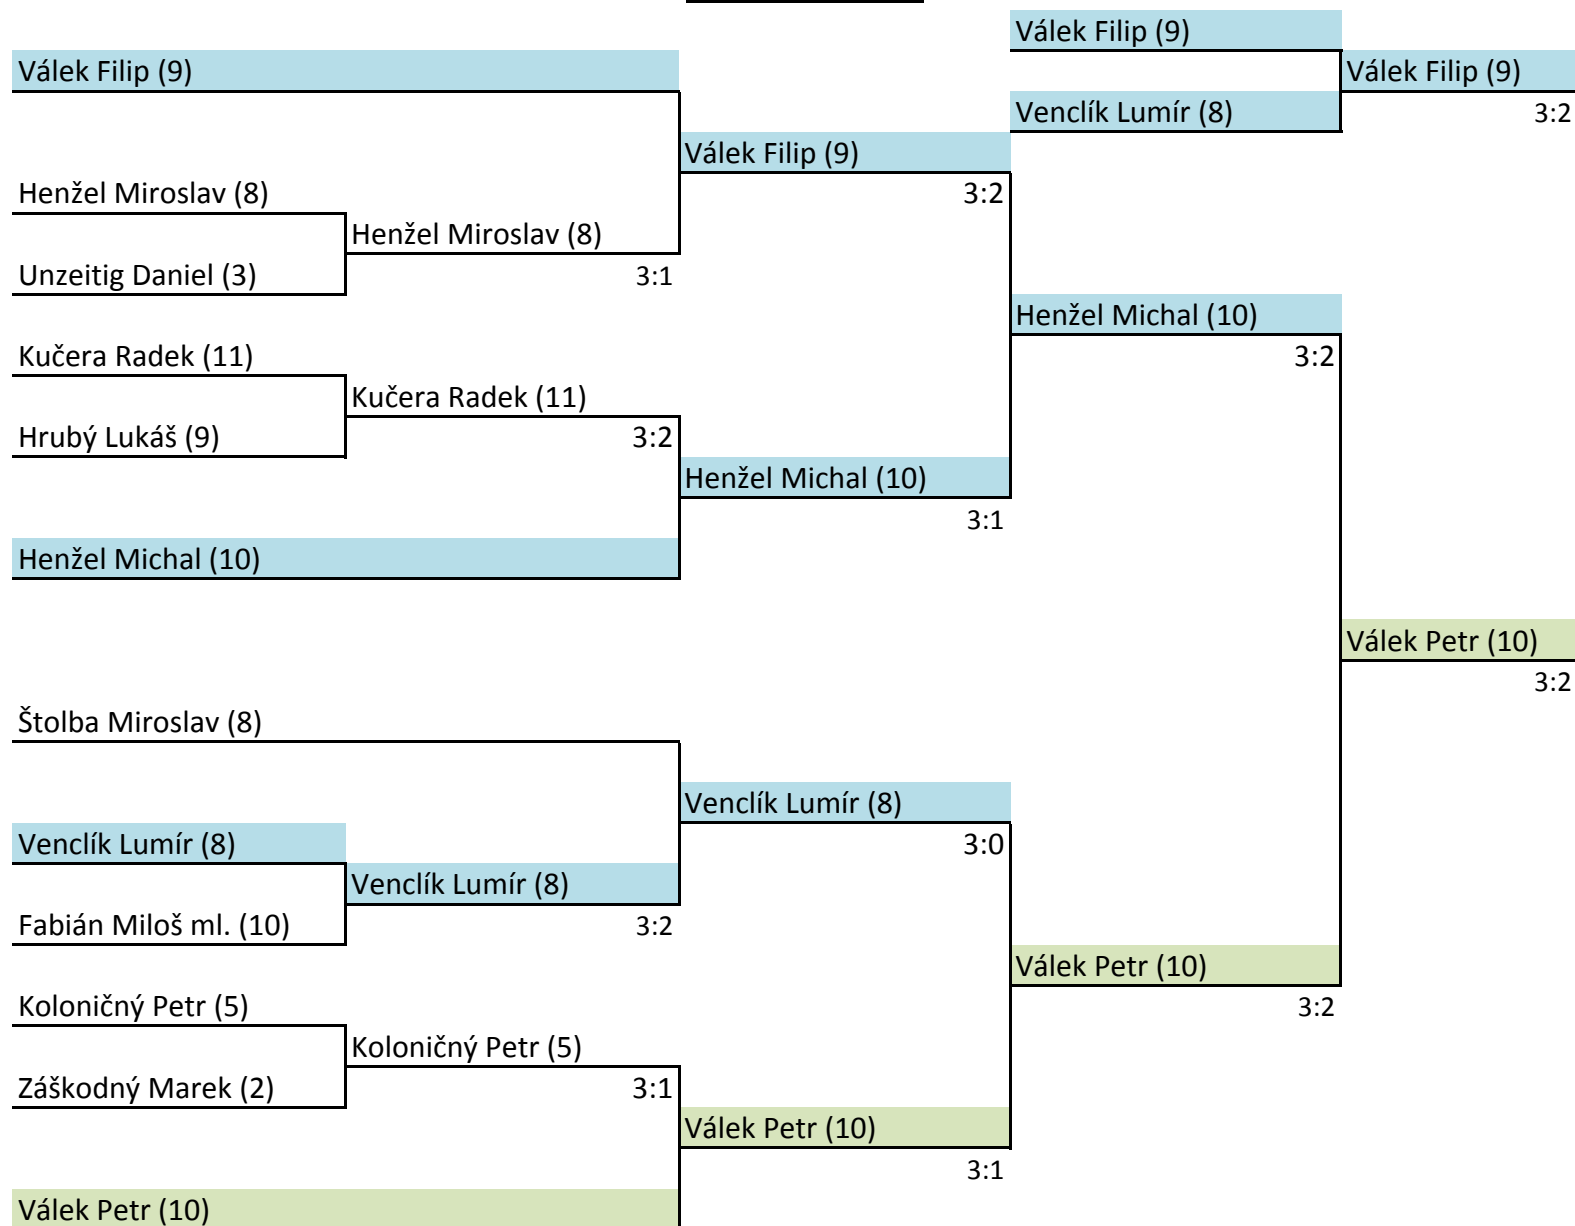 Válek Filip (9)
Válek Filip (9)
Válek Filip (9)
Venclík Lumír (8)
3:2
Válek Filip (9)
Henžel Miroslav (8)
3:2
Henžel Miroslav (8)
Unzeitig Daniel (3)
3:1
Henžel Michal (10)
Kučera Radek (11)
3:2
Kučera Radek (11)
Hrubý Lukáš (9)
3:2
Henžel Michal (10)
3:1
Henžel Michal (10)
Válek Petr (10)
3:2
Štolba Miroslav (8)
Venclík Lumír (8)
Venclík Lumír (8)
3:0
Venclík Lumír (8)
Fabián Miloš ml. (10)
3:2
Válek Petr (10)
Koloničný Petr (5)
3:2
Koloničný Petr (5)
Záškodný Marek (2)
3:1
Válek Petr (10)
3:1
Válek Petr (10)